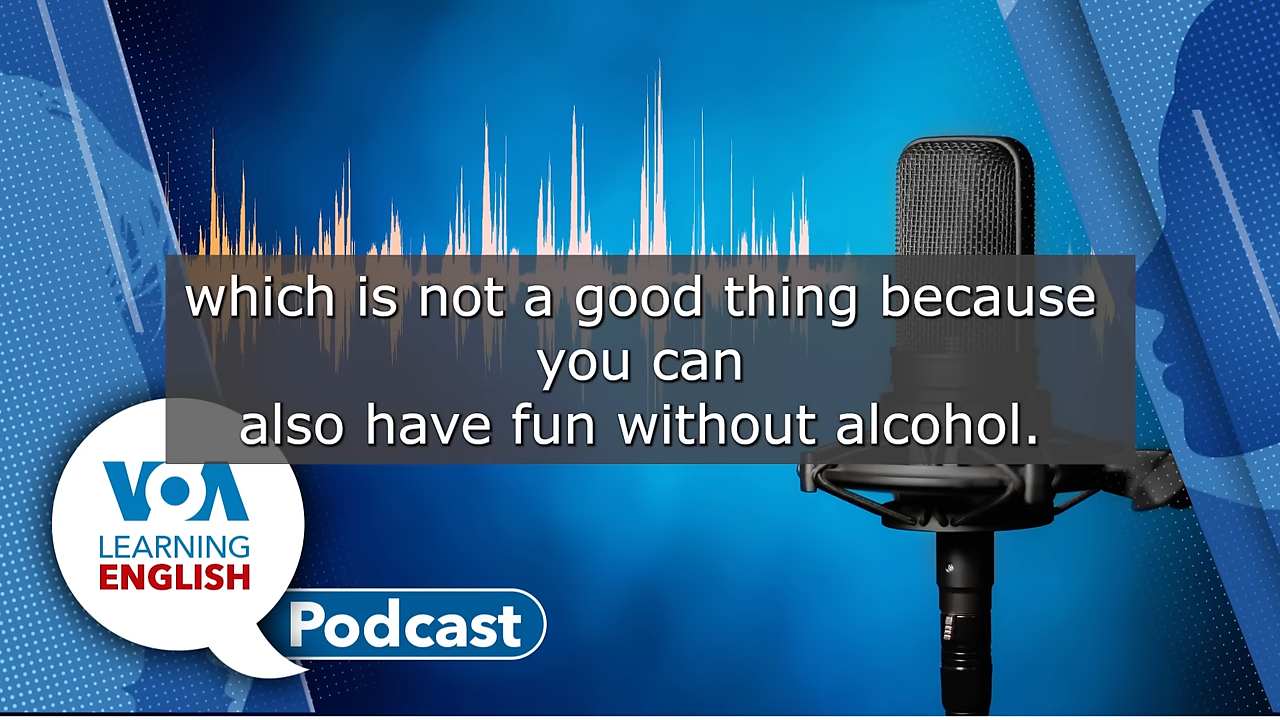 which is not a good thing because
you can
also have fun without alcohol.
VOA
LEARNING
ENGLISH
Podcast